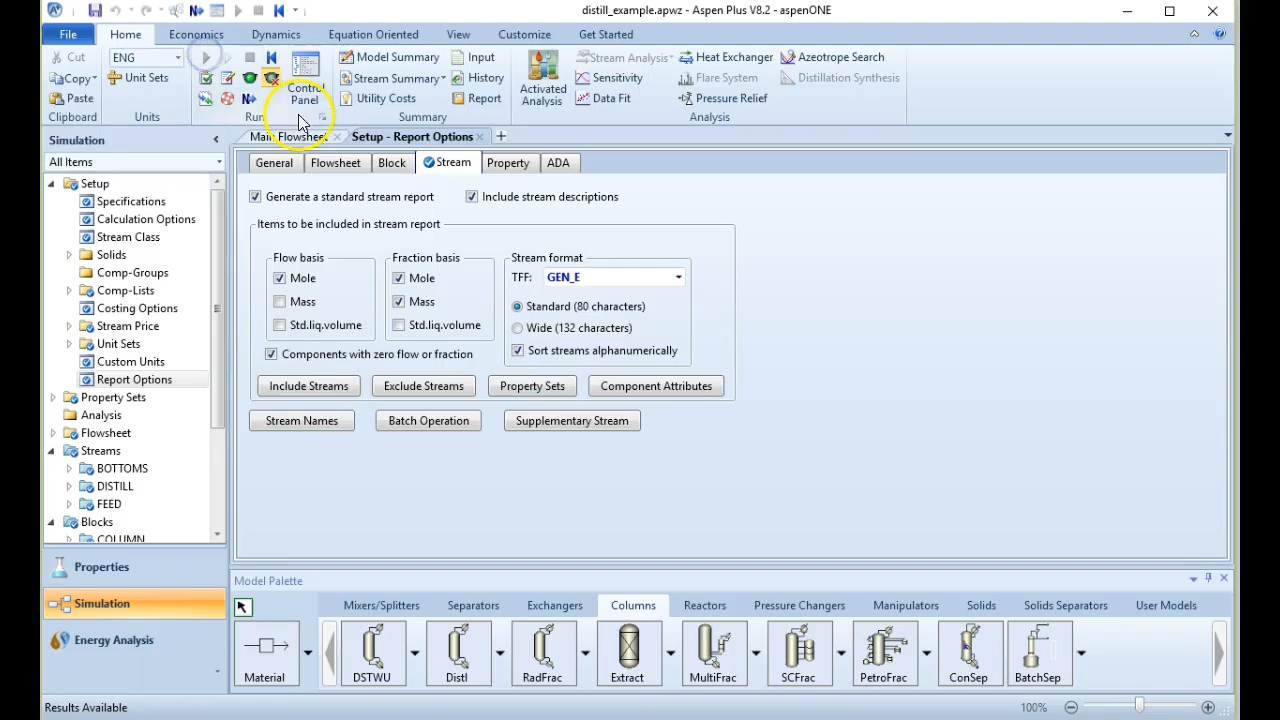 distill_example.apwz - Aspen Plus V8.2 - aspenONE
File Home Economics Dynamics Equation Oriented View Customize Get Started
Cut ENG Model Summary Input Stream Analysis Heat Exchanger Azeotrope Search
Copy Unit Sets Control Panel Stream Summary History Activated Analysis Sensitivity Flare System Distillation Synthesis
Paste Utility Costs Report Data Fit Pressure Relief
Clipboard Units Run Summary Analysis
Simulation Main Flowsheet Setup - Report Options
All Items General Flowsheet Block Stream Property ADA
Setup
Specifications Generate a standard stream report Include stream descriptions
Calculation Options Items to be included in stream report
Stream Class
Solids Flow basis Fraction basis Stream format
Comp-Groups Mole Mole TFF: GEN_E
Comp-Lists Mass Mass Standard (80 characters)
Costing Options Std.liq.volume Std.liq.volume Wide (132 characters)
Stream Price Components with zero flow or fraction Sort streams alphanumerically
Unit Sets
Custom Units
Report Options Include Streams Exclude Streams Property Sets Component Attributes
Property Sets
Analysis Stream Names Batch Operation Supplementary Stream
Flowsheet
Streams
BOTTOMS
DISTILL
FEED
Blocks
COLUMN
Properties
Simulation
Energy Analysis
Model Palette
Mixers/Splitters Separators Exchangers Columns Reactors Pressure Changers Manipulators Solids Solids Separators User Models
Material DSTWU Distl RadFrac Extract MultiFrac SCFrac PetroFrac ConSep BatchSep
Results Available 100%